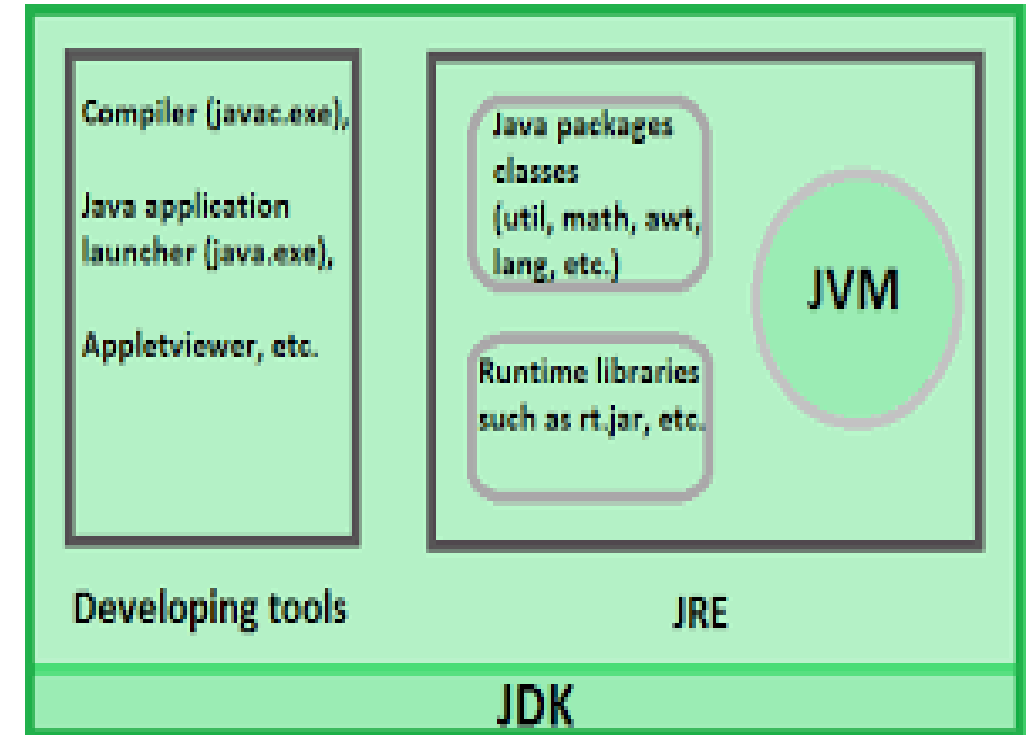 Compiler (javac.exe),
Java application
launcher (java.exe),
Appletviewer, etc.
Developing tools
Java packages
classes
(util, math, awt,
lang, etc.)
Runtime libraries
such as rt.jar, etc.
JVM
JRE
JDK